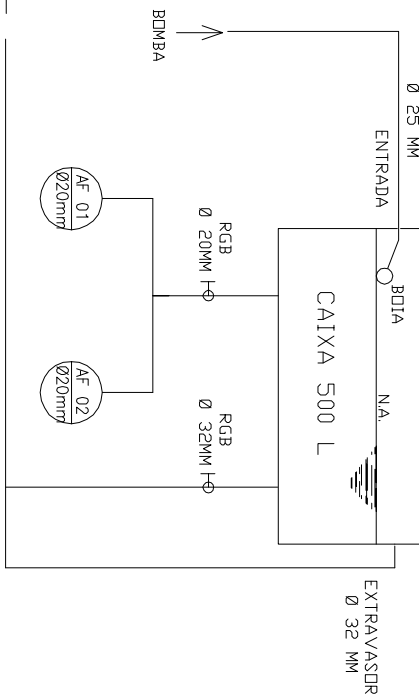 Ø 25 MM
ENTRADA
BOMBA
BOIA
N.A.
CAIXA 500 L
EXTRAVASOR
Ø 32 MM
RGB
Ø 20MM
RGB
Ø 32MM
AF 01
Ø20mm
AF 02
Ø20mm